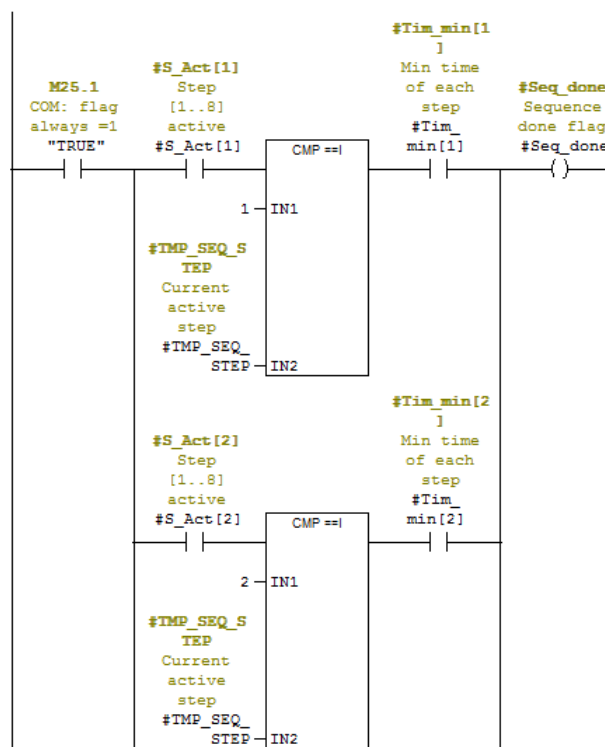 #Tim_min[1
]
Min time
of each
step
#Tim_
min[1]
#S_Act[1]
Step
[1..8]
active
#S_Act[1]
M25.1
COM: flag
always =1
"TRUE"
#Seq_done
Sequence
done flag
#Seq_done
CMP ==I
1 IN1
#TMP_SEQ_S
TEP
Current
active
step
#TMP_SEQ_
STEP IN2
#Tim_min[2
]
Min time
of each
step
#Tim_
min[2]
#S_Act[2]
Step
[1..8]
active
#S_Act[2]
CMP ==I
2 IN1
#TMP_SEQ_S
TEP
Current
active
step
#TMP_SEQ_
STEP IN2